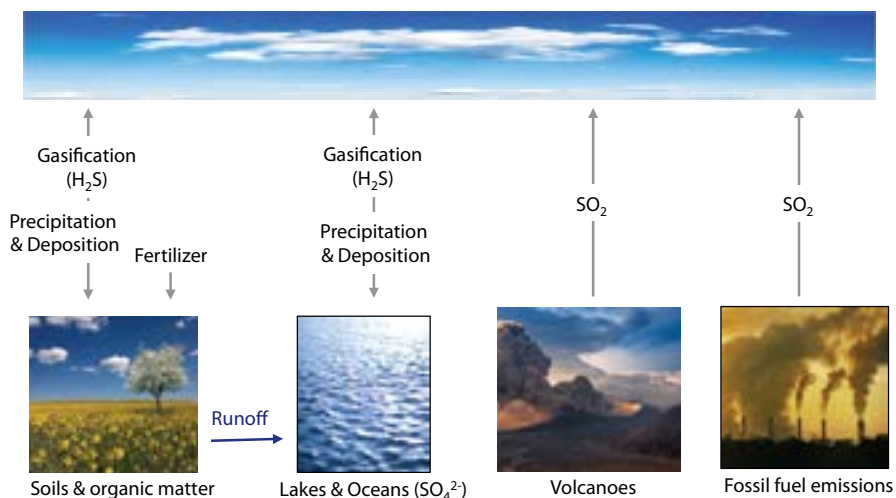 Gasification
(H₂S)
Precipitation
& Deposition
Fertilizer
Gasification
(H₂S)
Precipitation
& Deposition
SO₂
SO₂
Runoff
Soils & organic matter
Lakes & Oceans (SO₄²⁻)
Volcanoes
Fossil fuel emissions